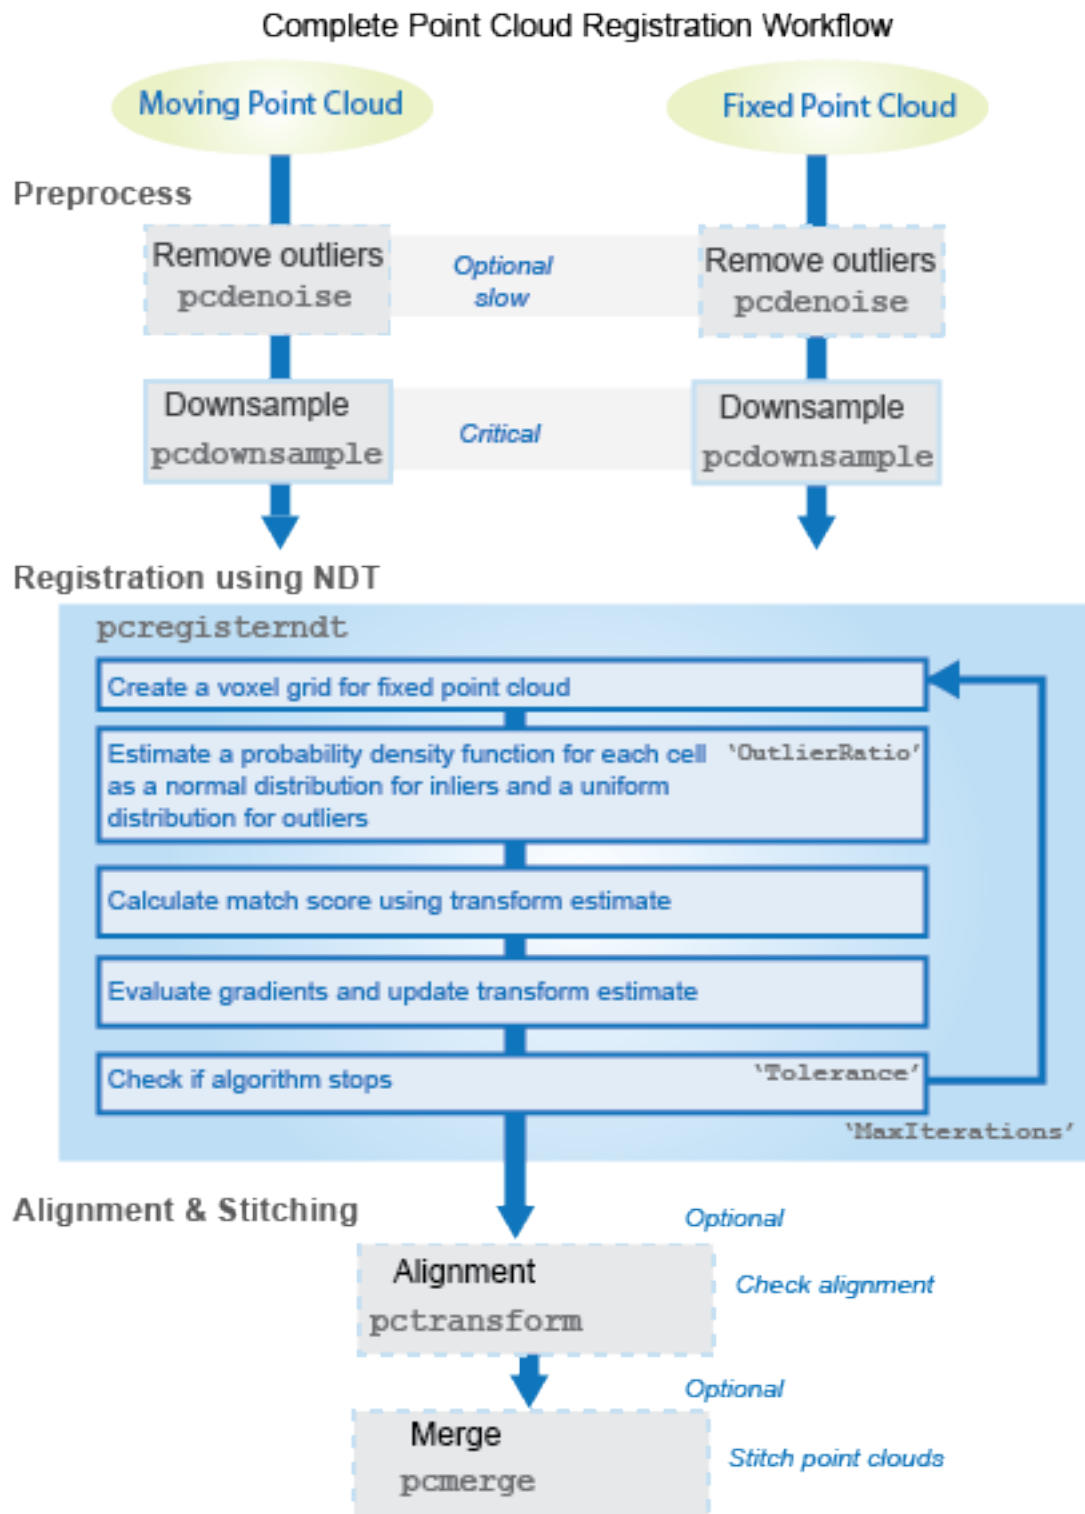 Complete Point Cloud Registration Workflow
Moving Point Cloud
Fixed Point Cloud
Preprocess
Remove outliers
pcdenoise
Optional
slow
Remove outliers
pcdenoise
Downsample
pcdownsample
Critical
Downsample
pcdownsample
Registration using NDT
pcregisterndt
Create a voxel grid for fixed point cloud
Estimate a probability density function for each cell 'OutlierRatio'
as a normal distribution for inliers and a uniform
distribution for outliers
Calculate match score using transform estimate
Evaluate gradients and update transform estimate
Check if algorithm stops 'Tolerance'
'MaxIterations'
Alignment & Stitching
Optional
Alignment
pctransform
Check alignment
Optional
Merge
pcmerge
Stitch point clouds